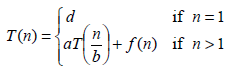 T(n) = { d if n = 1
aT(n/b) + f(n) if n > 1